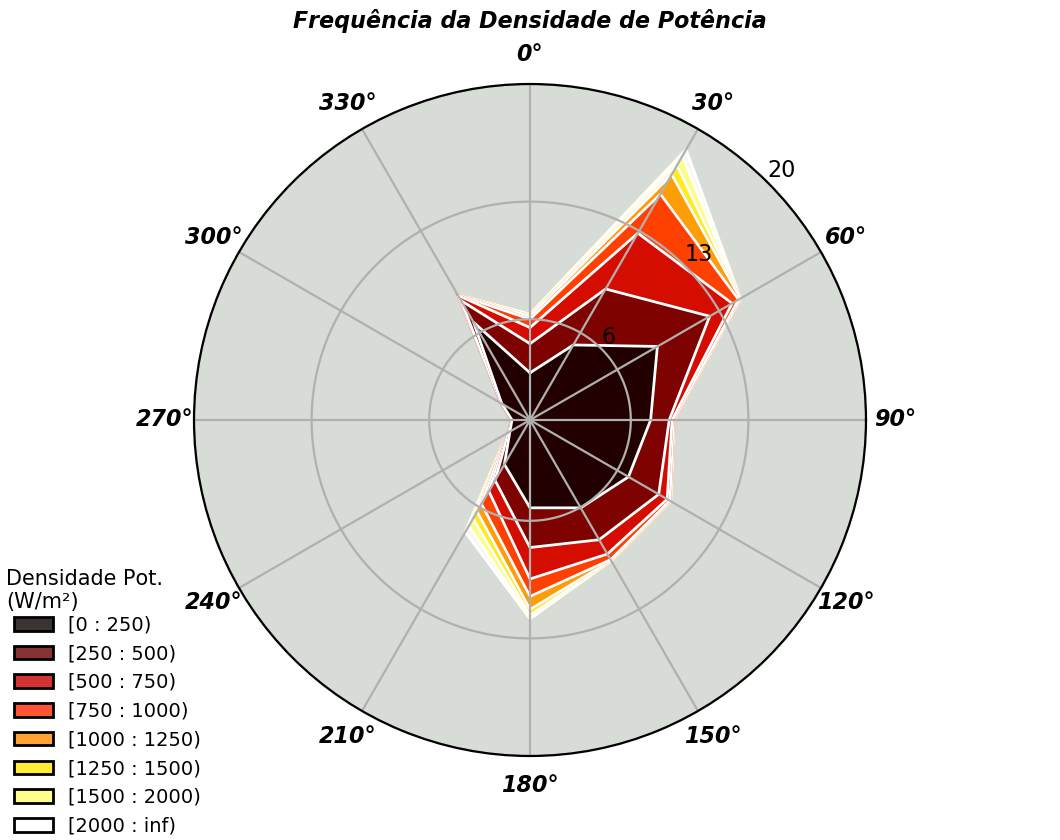 Frequência da Densidade de Potência
0°
330°
30°
20
300°
60°
13
6
270°
90°
Densidade Pot.
(W/m²)
240°
120°
[0 : 250)
[250 : 500)
[500 : 750)
[750 : 1000)
[1000 : 1250)
[1250 : 1500)
[1500 : 2000)
[2000 : inf)
210°
150°
180°